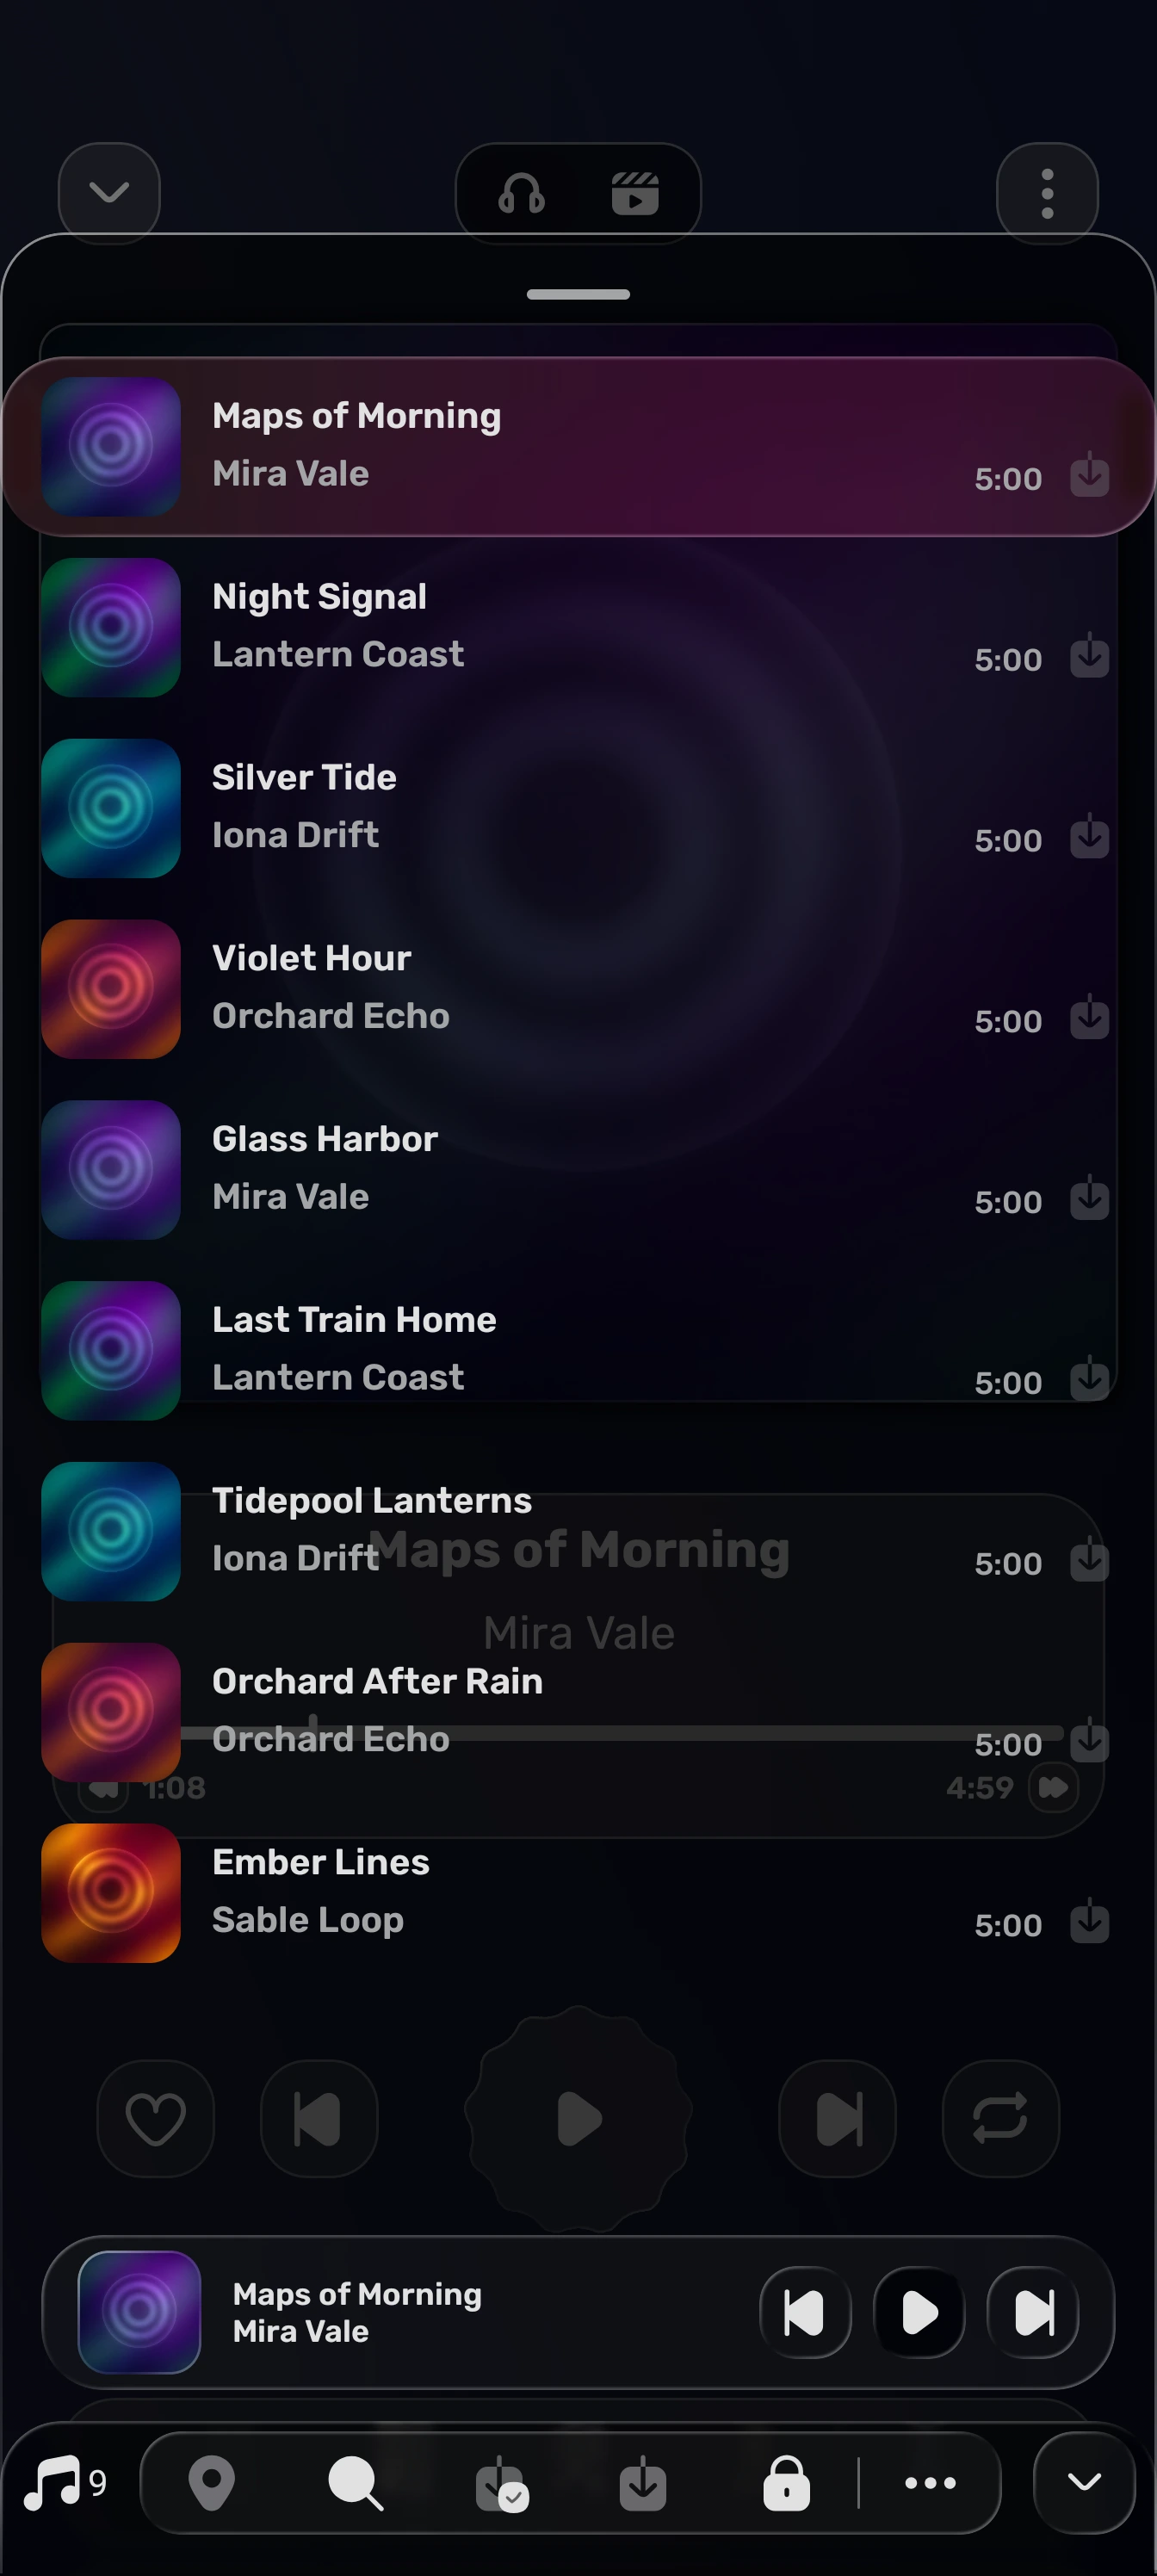 Maps of Morning
Mira Vale
5:00
Night Signal
Lantern Coast
5:00
Silver Tide
Iona Drift
5:00
Violet Hour
Orchard Echo
5:00
Glass Harbor
Mira Vale
5:00
Last Train Home
Lantern Coast
5:00
Tidepool Lanterns
Iona Drift
5:00
Maps of Morning
Mira Vale
Orchard After Rain
Orchard Echo
5:00
1:08
4:59
Ember Lines
Sable Loop
5:00
Maps of Morning
Mira Vale
9